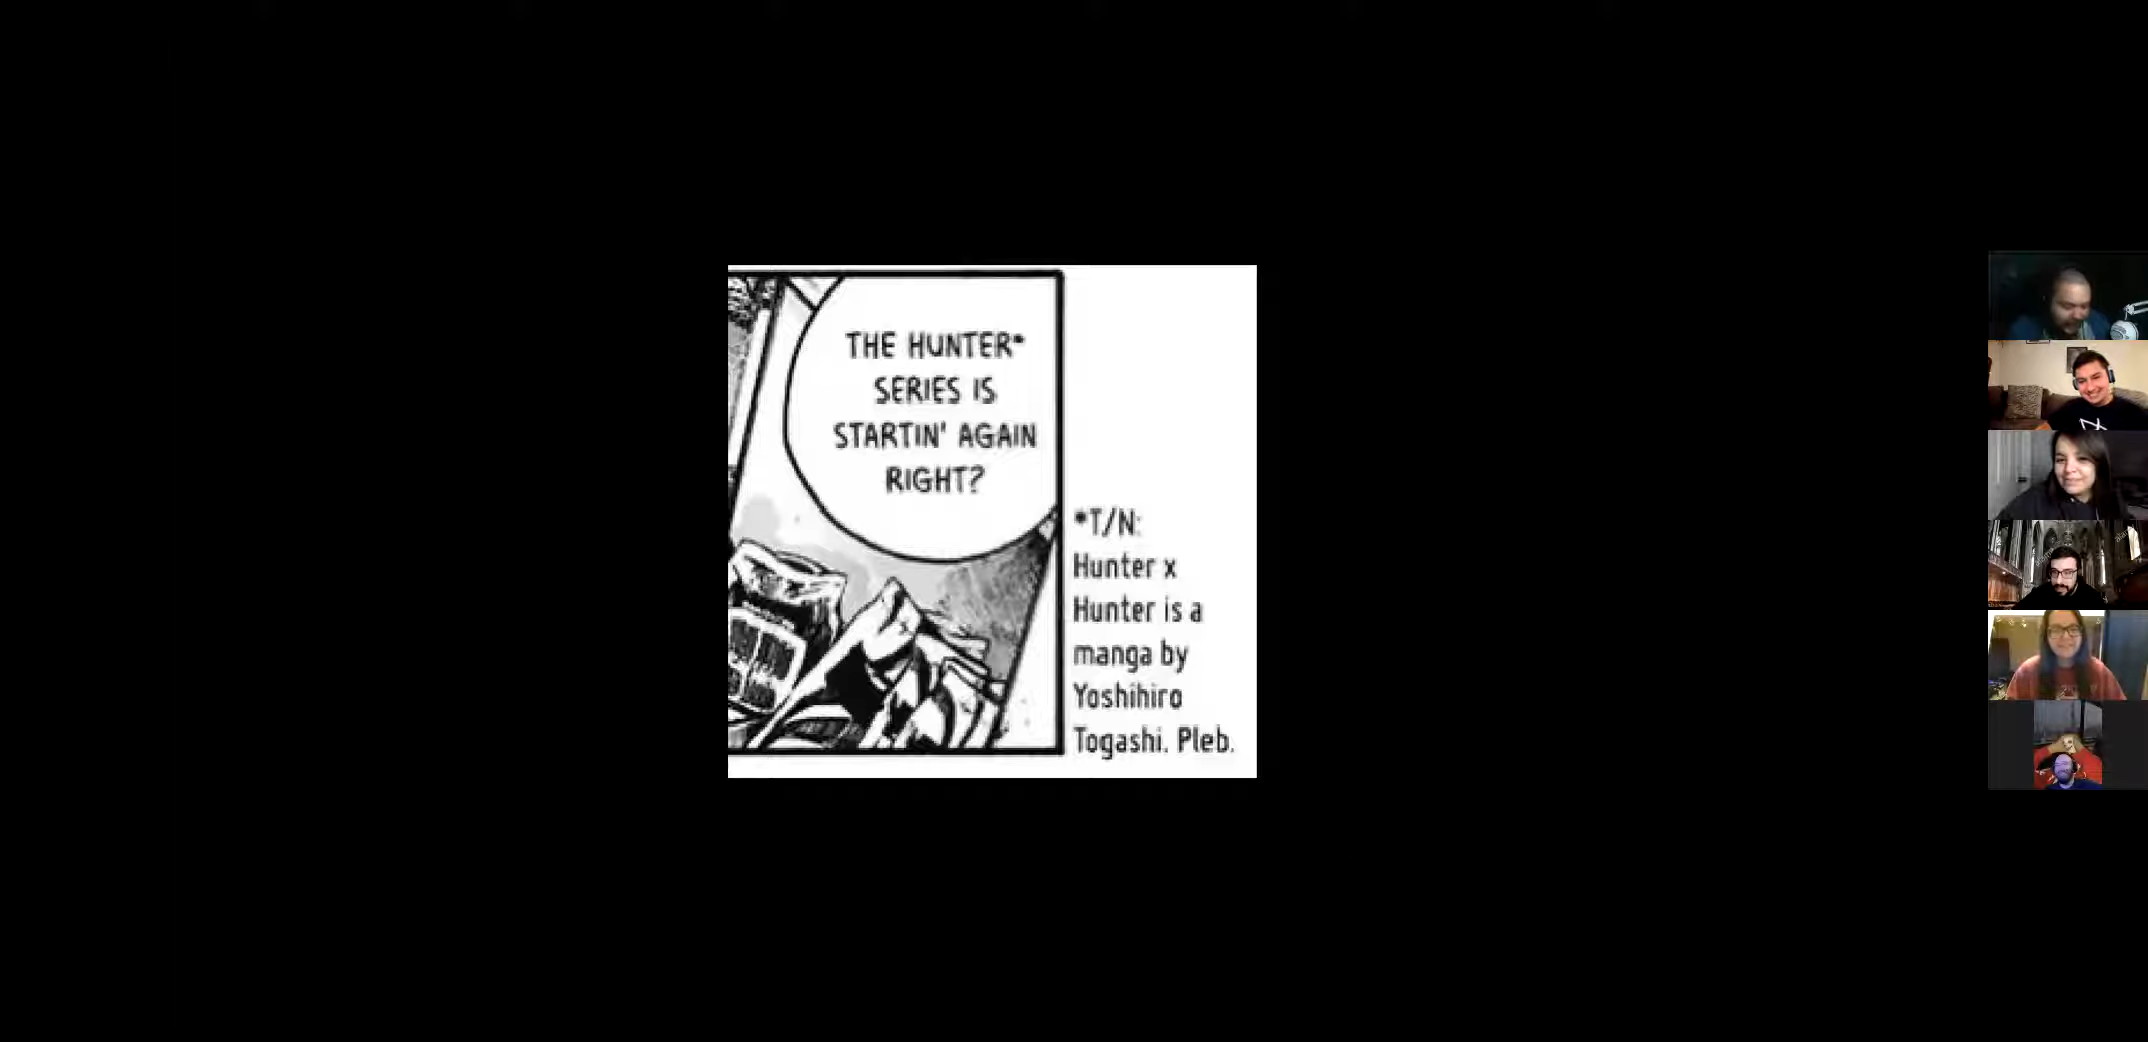 THE HUNTER*
SERIES IS
STARTIN' AGAIN
RIGHT?
*T/N:
Hunter x
Hunter is a
manga by
Yoshihiro
Togashi. Pleb.